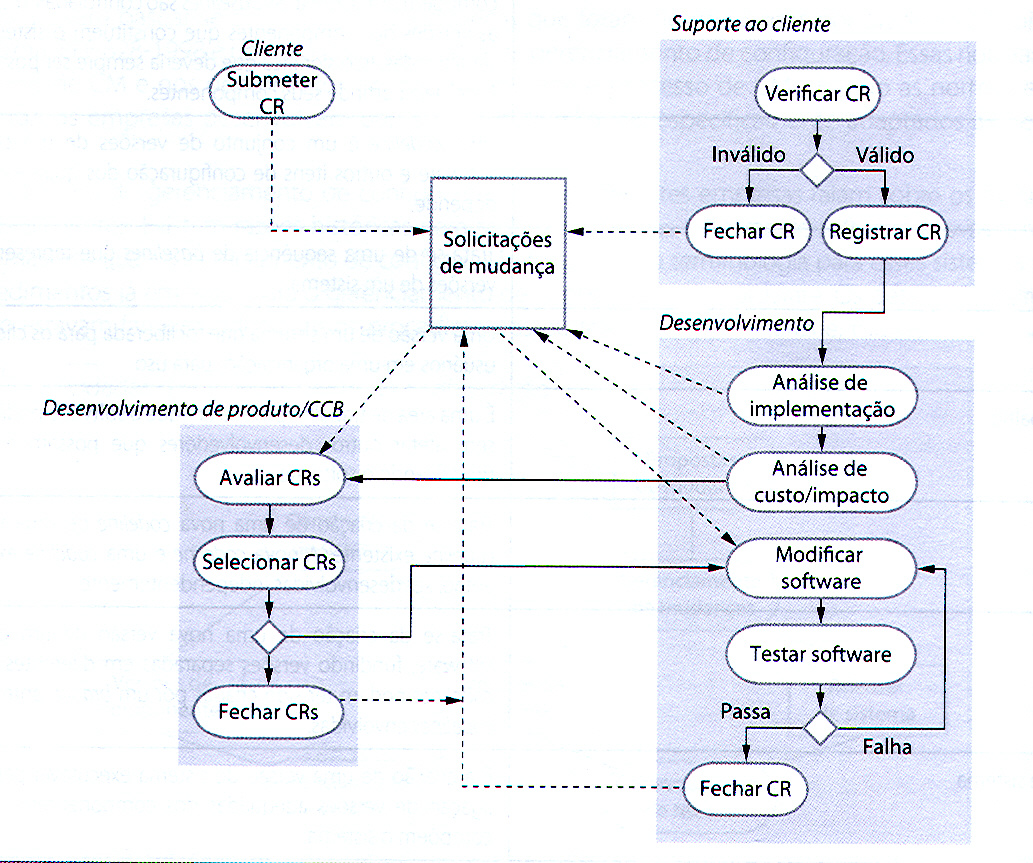 Suporte ao cliente
Cliente
Submeter
CR
Verificar CR
Inválido
Válido
Fechar CR
Registrar CR
Solicitações
de mudança
Desenvolvimento
Análise de
implementação
Desenvolvimento de produto/CCB
Avaliar CRs
Análise de
custo/impacto
Selecionar CRs
Modificar
software
Testar software
Fechar CRs
Passa
Falha
Fechar CR